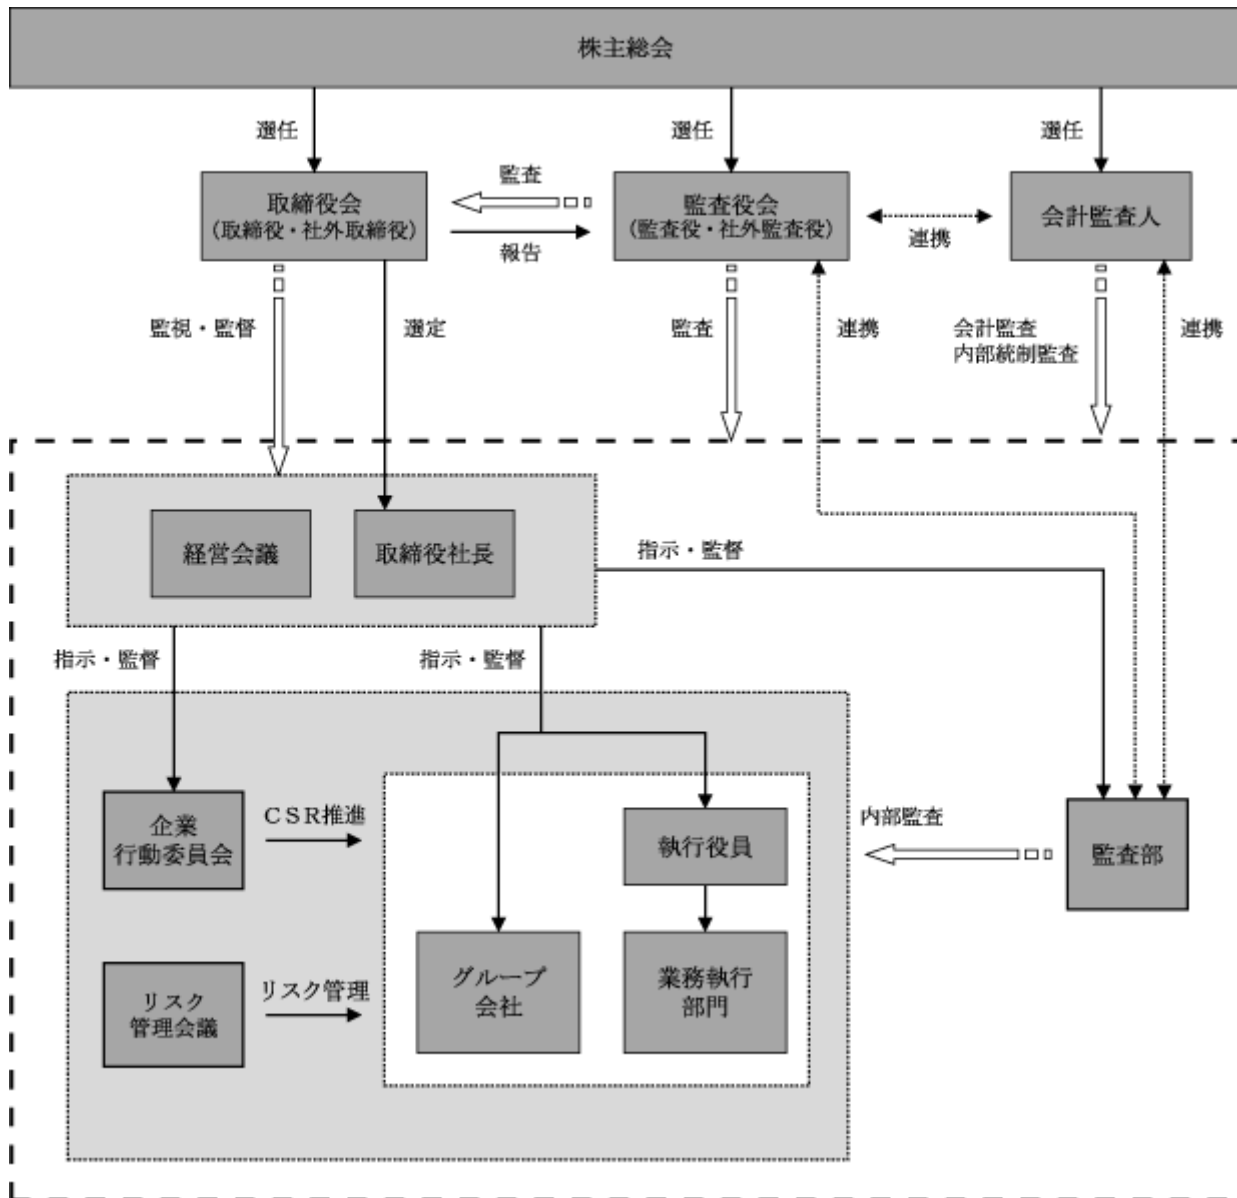 株主総会
選任
選任
選任
取締役会
(取締役・社外取締役)
監査
報告
監査役会
(監査役・社外監査役)
連携
会計監査人
監視・監督
選定
監査
連携
会計監査
内部統制監査
連携
経営会議
取締役社長
指示・監督
指示・監督
指示・監督
企業
行動委員会
CSR推進
執行役員
内部監査
監査部
リスク
管理会議
リスク管理
グループ
会社
業務執行
部門